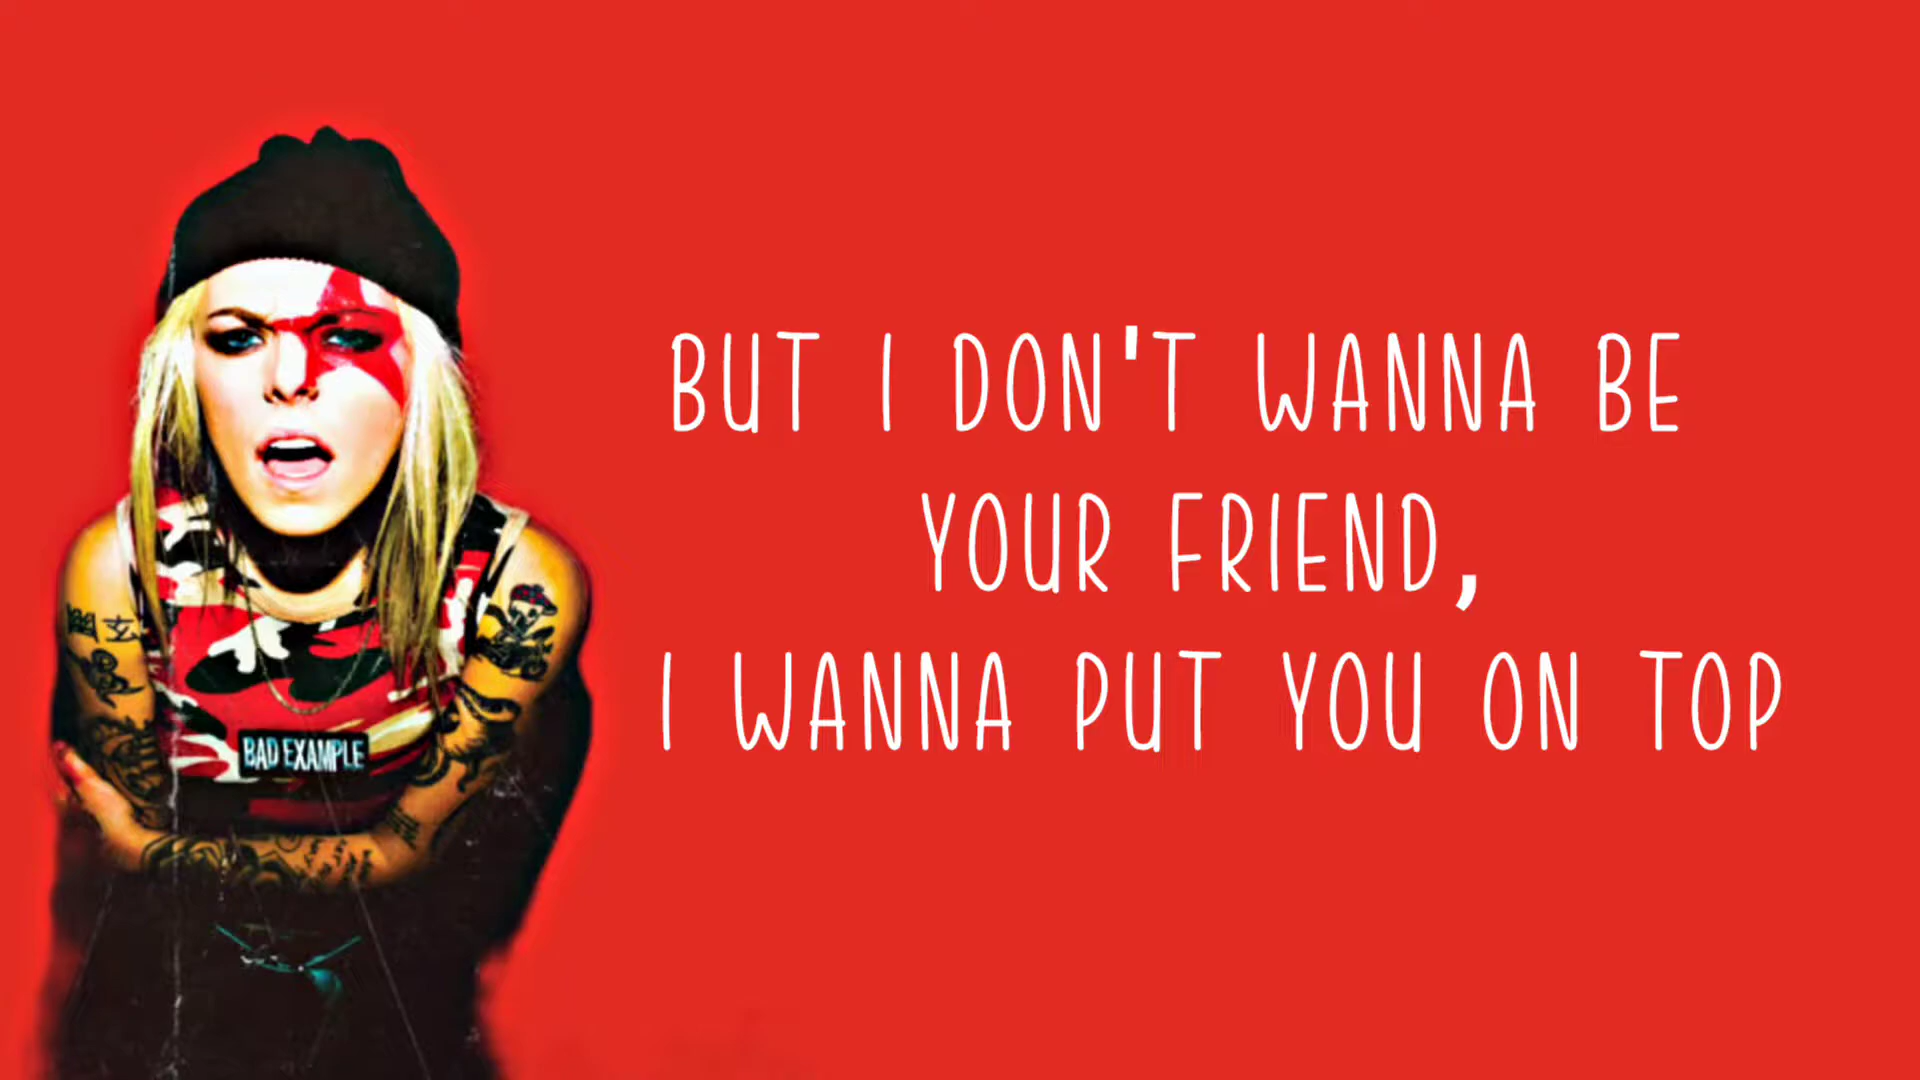 BUT I DON'T WANNA BE
YOUR FRIEND,
I WANNA PUT YOU ON TOP
BAD EXAMPLE